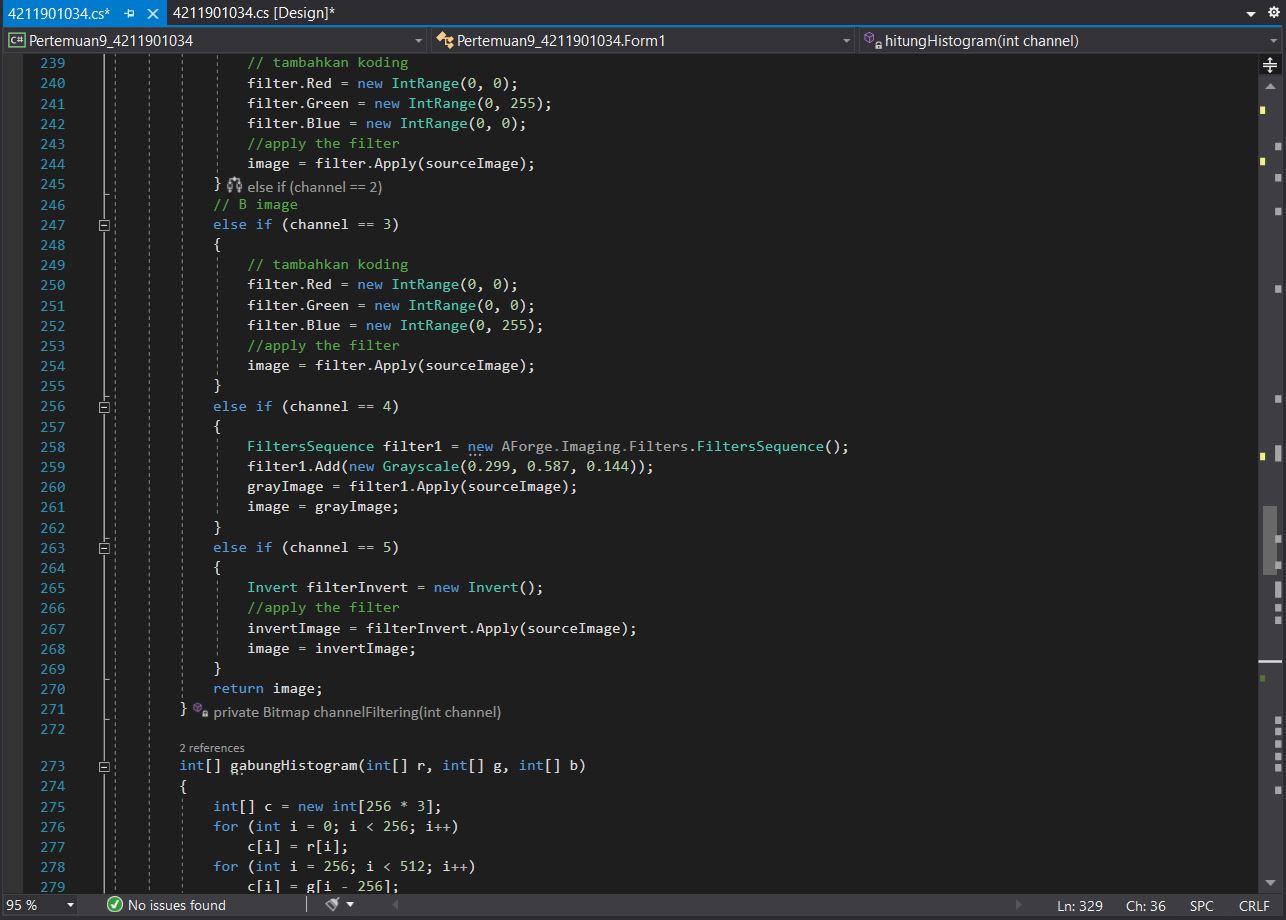 4211901034.cs* 4211901034.cs [Design]*
C# Pertemuan9_4211901034 Pertemuan9_4211901034.Form1 hitungHistogram(int channel)
239 // tambahkan koding
240 filter.Red = new IntRange(0, 0);
241 filter.Green = new IntRange(0, 255);
242 filter.Blue = new IntRange(0, 0);
243 //apply the filter
244 image = filter.Apply(sourceImage);
245 } else if (channel == 2)
246 // B image
247 else if (channel == 3)
248 {
249 // tambahkan koding
250 filter.Red = new IntRange(0, 0);
251 filter.Green = new IntRange(0, 0);
252 filter.Blue = new IntRange(0, 255);
253 //apply the filter
254 image = filter.Apply(sourceImage);
255 }
256 else if (channel == 4)
257 {
258 FiltersSequence filter1 = new AForge.Imaging.Filters.FiltersSequence();
259 filter1.Add(new Grayscale(0.299, 0.587, 0.144));
260 grayImage = filter1.Apply(sourceImage);
261 image = grayImage;
262 }
263 else if (channel == 5)
264 {
265 Invert filterInvert = new Invert();
266 //apply the filter
267 invertImage = filterInvert.Apply(sourceImage);
268 image = invertImage;
269 }
270 return image;
271 } private Bitmap channelFiltering(int channel)
272
2 references
273 int[] gabungHistogram(int[] r, int[] g, int[] b)
274 {
275 int[] c = new int[256 * 3];
276 for (int i = 0; i < 256; i++)
277 c[i] = r[i];
278 for (int i = 256; i < 512; i++)
279 c[i] = g[i - 256];
95 % No issues found Ln: 329 Ch: 36 SPC CRLF